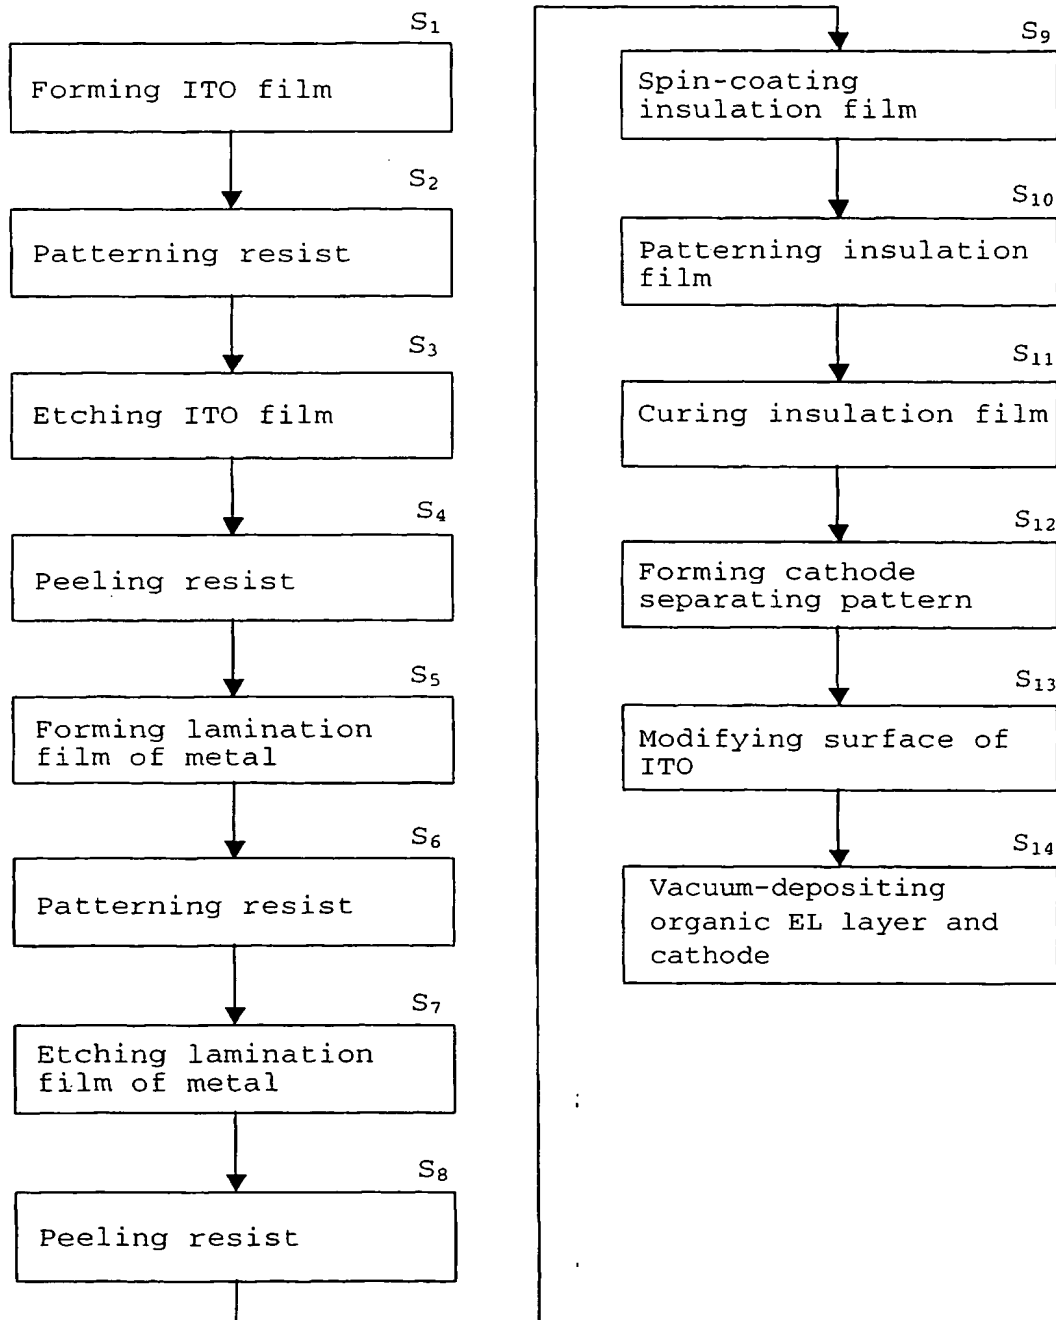 S₁
Forming ITO film
S₂
Patterning resist
S₃
Etching ITO film
S₄
Peeling resist
S₅
Forming lamination
film of metal
S₆
Patterning resist
S₇
Etching lamination
film of metal
S₈
Peeling resist
S₉
Spin-coating
insulation film
S₁₀
Patterning insulation
film
S₁₁
Curing insulation film
S₁₂
Forming cathode
separating pattern
S₁₃
Modifying surface of
ITO
S₁₄
Vacuum-depositing
organic EL layer and
cathode